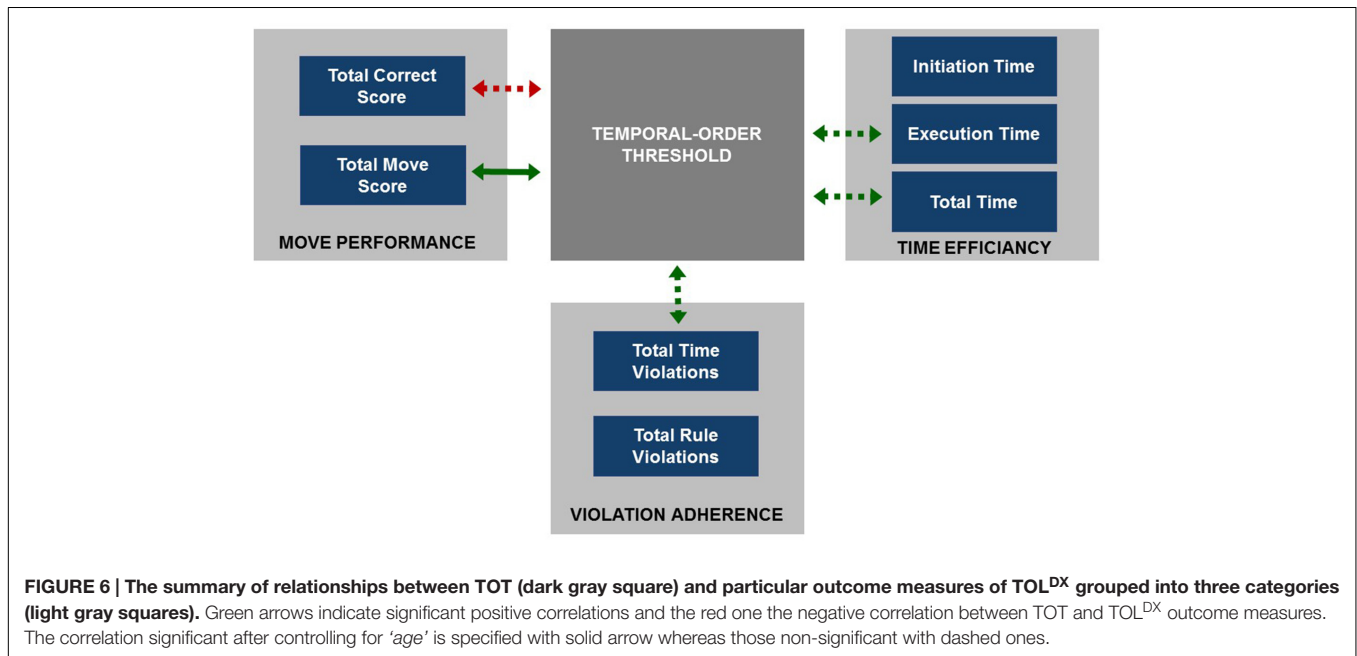 Total Correct
Score
Total Move
Score
MOVE PERFORMANCE
TEMPORAL-ORDER
THRESHOLD
Initiation Time
Execution Time
Total Time
TIME EFFICIANCY
Total Time
Violations
Total Rule
Violations
VIOLATION ADHERENCE
FIGURE 6 | The summary of relationships between TOT (dark gray square) and particular outcome measures of TOL^DX grouped into three categories
(light gray squares). Green arrows indicate significant positive correlations and the red one the negative correlation between TOT and TOL^DX outcome measures.
The correlation significant after controlling for 'age' is specified with solid arrow whereas those non-significant with dashed ones.